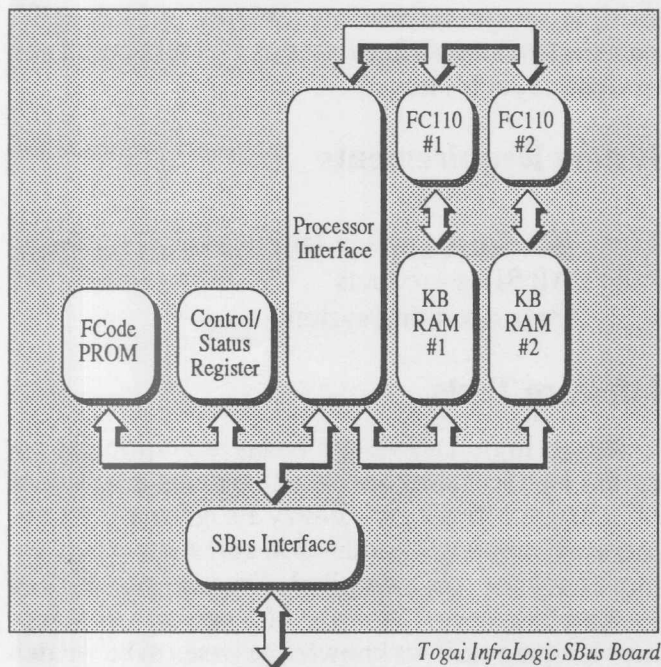 FC110
#1
FC110
#2
Processor
Interface
FCode
PROM
Control/
Status
Register
KB
RAM
#1
KB
RAM
#2
SBus Interface
Togai InfraLogic SBus Board